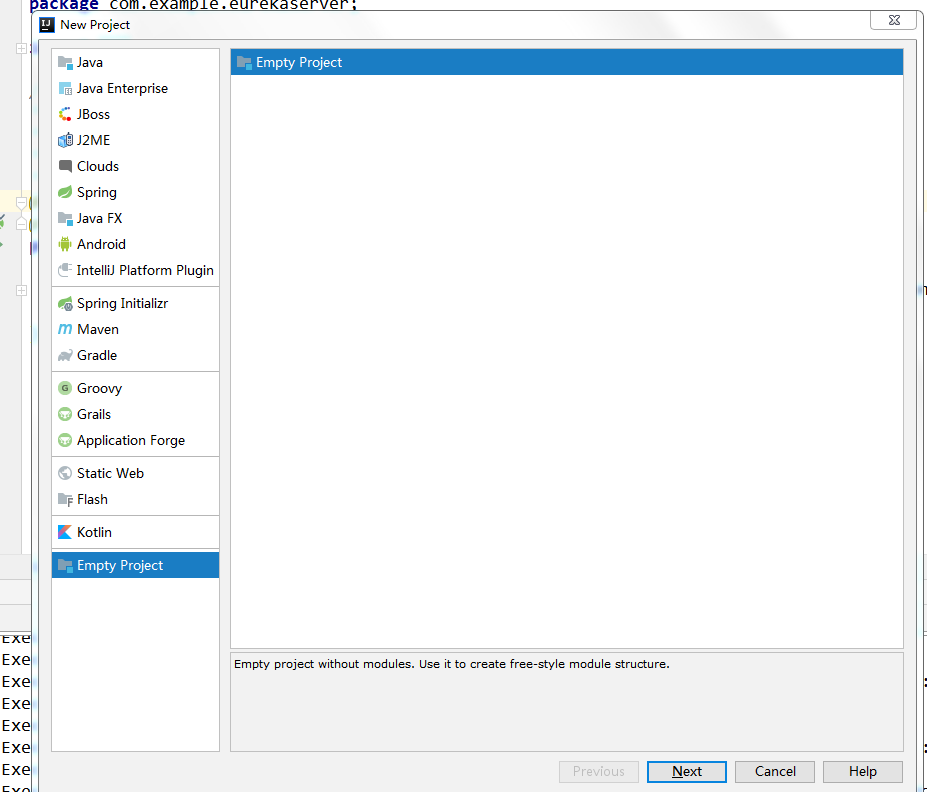 package com.example.eurekaserver;
New Project
Java
Java Enterprise
JBoss
J2ME
Clouds
Spring
Java FX
Android
IntelliJ Platform Plugin
Spring Initializr
Maven
Gradle
Groovy
Grails
Application Forge
Static Web
Flash
Kotlin
Empty Project
Empty Project
Empty project without modules. Use it to create free-style module structure.
Exe
Exe
Exe
Exe
Exe
Exe
Exe
Exe
Previous
Next
Cancel
Help